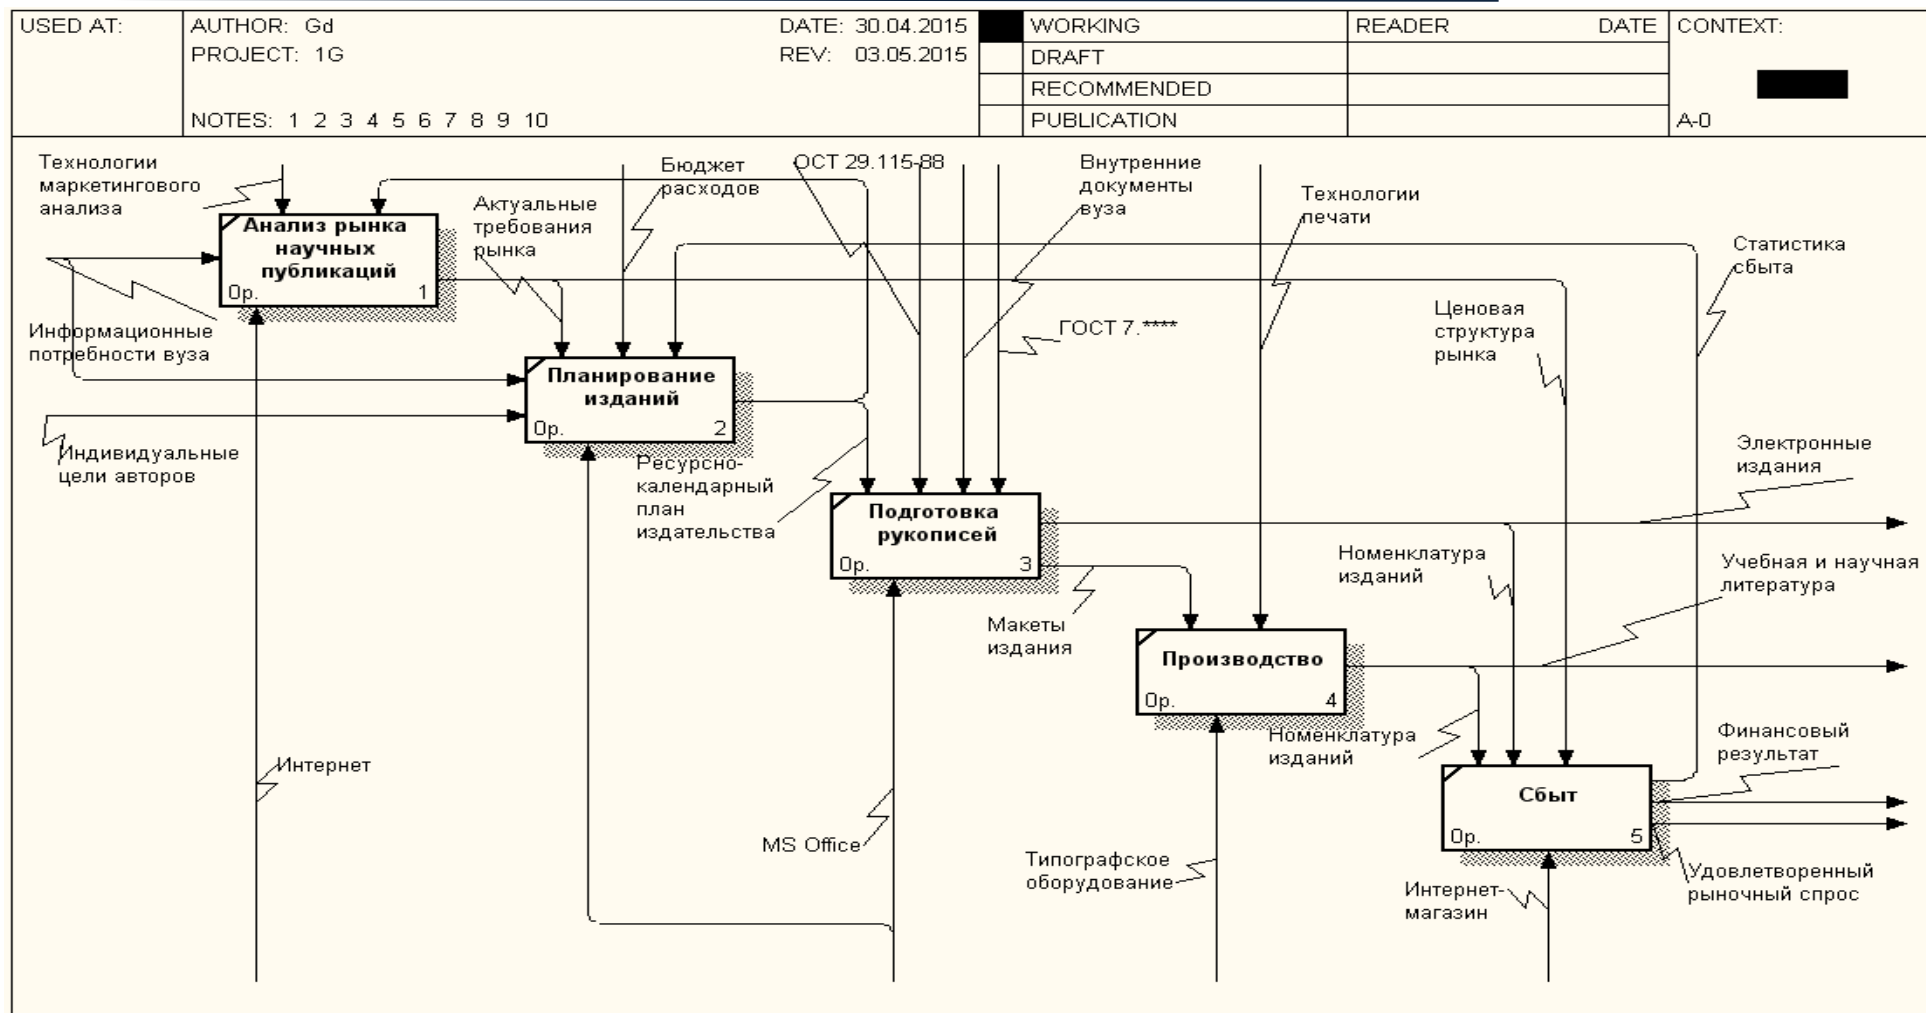 USED AT:
AUTHOR: Gd
DATE: 30.04.2015
PROJECT: 1G
REV: 03.05.2015
NOTES: 1 2 3 4 5 6 7 8 9 10
WORKING
DRAFT
RECOMMENDED
PUBLICATION
READER
DATE
CONTEXT:
A-0
Технологии
маркетингового
анализа
Бюджет
расходов
ОСТ 29.115-88
Внутренние
документы
вуза
Технологии
печати
Актуальные
требования
рынка
Анализ рынка
научных
публикаций
0р.
1
Статистика
сбыта
Информационные
потребности вуза
Ценовая
структура
рынка
ГОСТ 7.****
Планирование
изданий
0р.
2
Индивидуальные
цели авторов
Ресурсно-
календарный
план
издательства
Электронные
издания
Подготовка
рукописей
0р.
3
Номенклатура
изданий
Учебная и научная
литература
Макеты
издания
Производство
0р.
4
Номенклатура
изданий
Финансовый
результат
Интернет
Сбыт
0р.
5
MS Office
Типографское
оборудование
Интернет-
магазин
Удовлетворенный
рыночный спрос